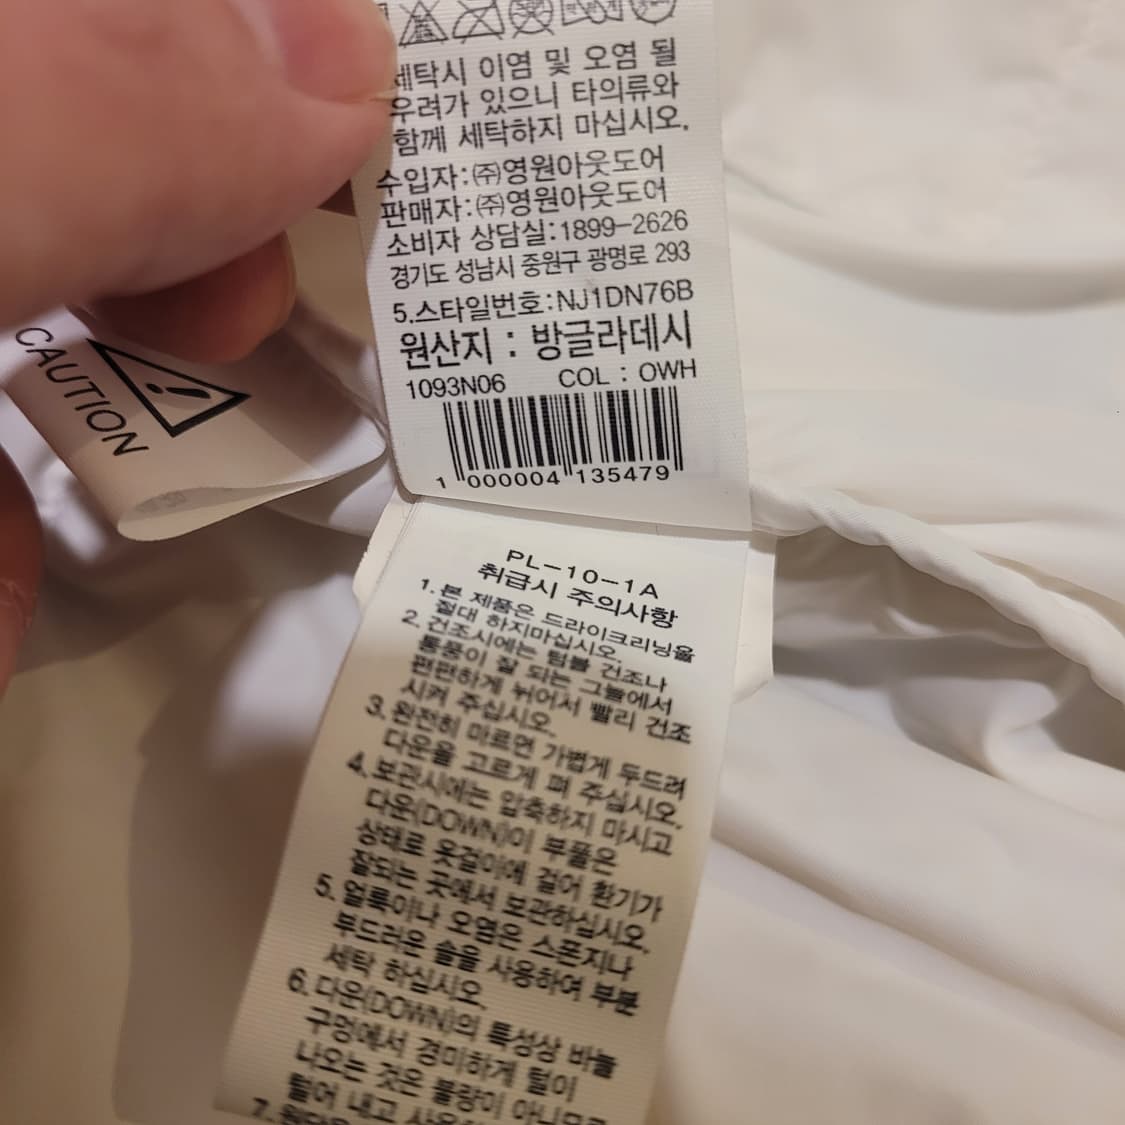 세탁시 이염 및 오염 될
우려가 있으니 타의류와
함께 세탁하지 마십시오.
수입자:㈜영원아웃도어
판매자:㈜영원아웃도어
소비자 상담실:1899-2626
경기도 성남시 중원구 광명로 293
5.스타일번호:NJ1DN76B
원산지 : 방글라데시
1093N06 COL : OWH
1 000004 135479
CAUTION
PL-10-1A
취급시 주의사항
1. 본 제품은 드라이크리닝을
절대 하지마십시오.
2. 건조시에는 텀블 건조나
통풍이 잘 되는 그늘에서
편편하게 뉘어서 빨리 건조
시켜 주십시오.
3. 완전히 마르면 가볍게 두드려
다운을 고르게 펴 주십시오.
4. 보관시에는 압축하지 마시고
다운(DOWN)이 부풀은
상태로 옷걸이에 걸어 환기가
잘되는 곳에서 보관하십시오.
5. 얼룩이나 오염은 스폰지나
부드러운 솔을 사용하여 부분
세탁 하십시오.
6. 다운(DOWN)의 특성상 바늘
구멍에서 경미하게 털이
나오는 것은 불량이 아니므로
털어 내고
7. 원단은